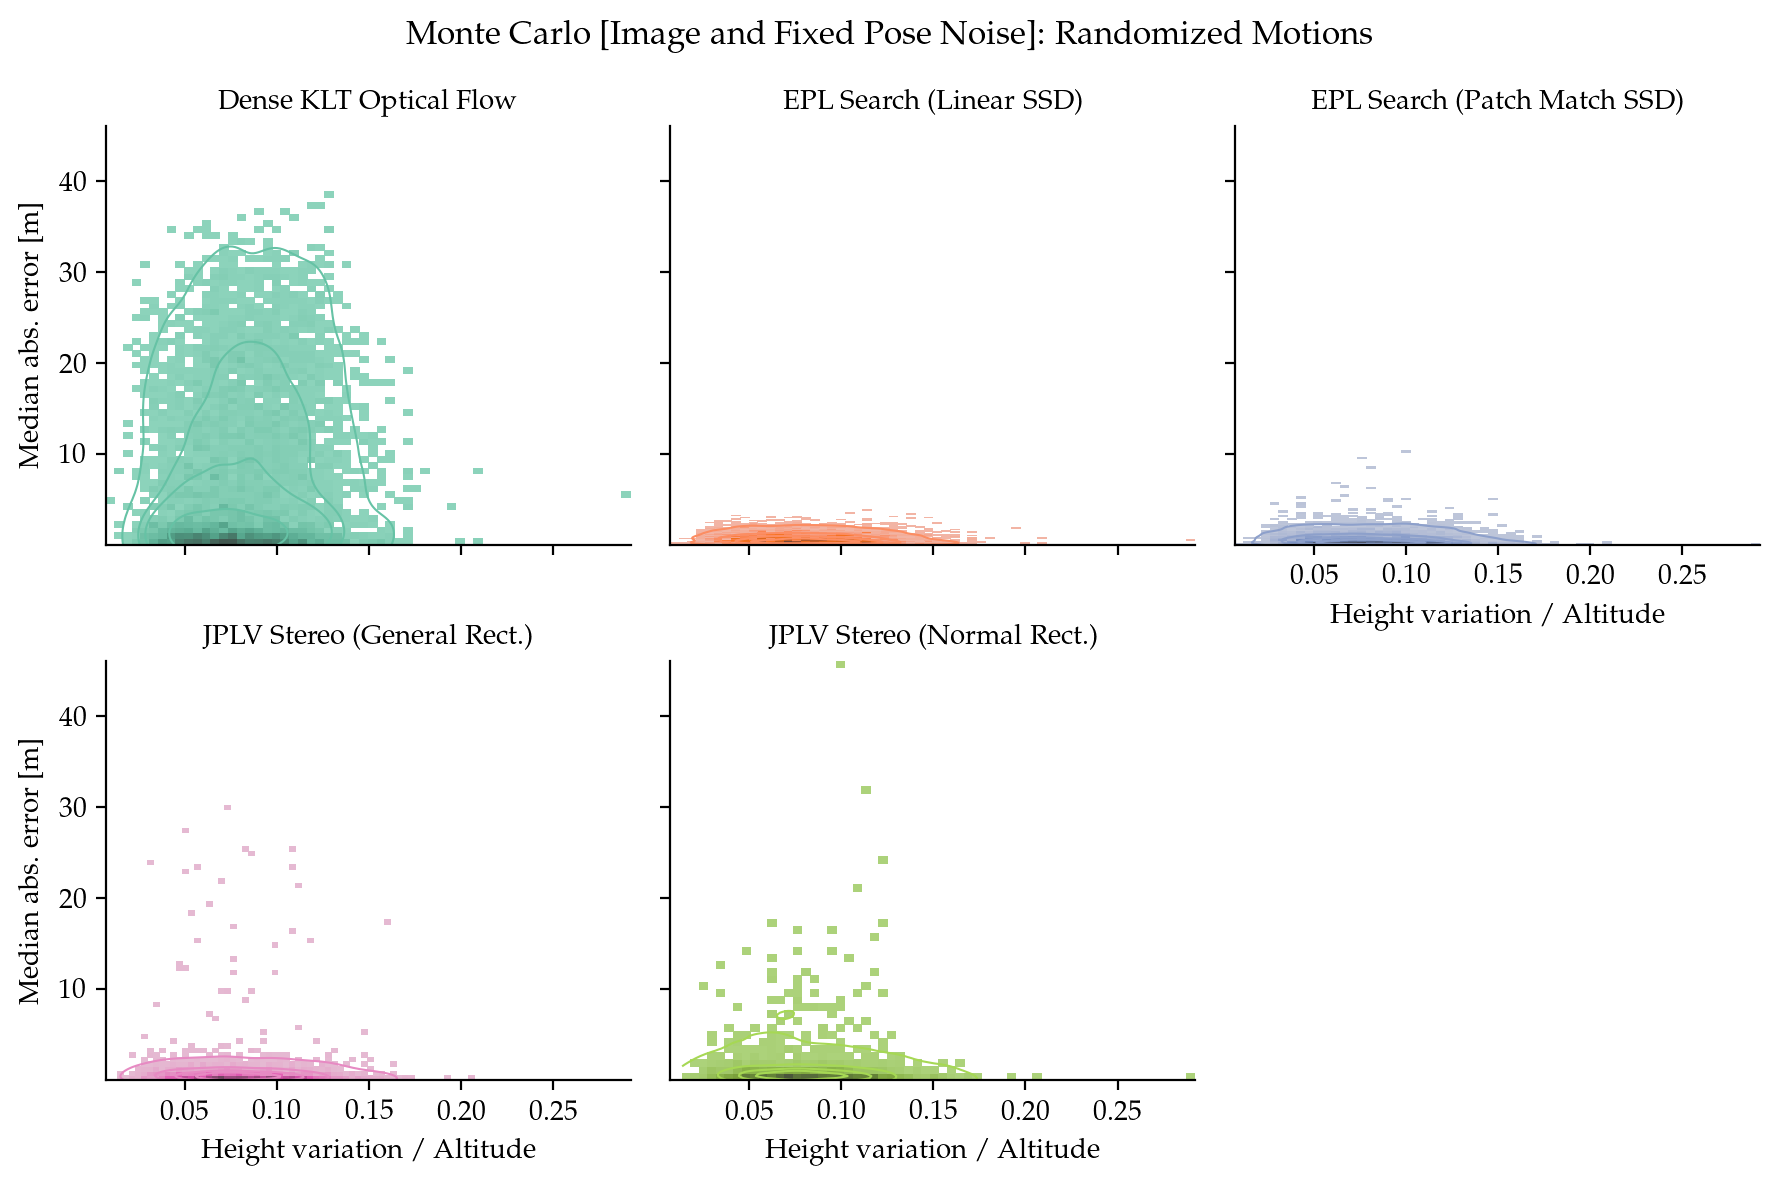 Monte Carlo [Image and Fixed Pose Noise]: Randomized Motions
Dense KLT Optical Flow
EPL Search (Linear SSD)
EPL Search (Patch Match SSD)
Median abs. error [m]
40
30
20
10
0.05 0.10 0.15 0.20 0.25
Height variation / Altitude
JPLV Stereo (General Rect.)
JPLV Stereo (Normal Rect.)
Median abs. error [m]
40
30
20
10
0.05 0.10 0.15 0.20 0.25
0.05 0.10 0.15 0.20 0.25
Height variation / Altitude
Height variation / Altitude